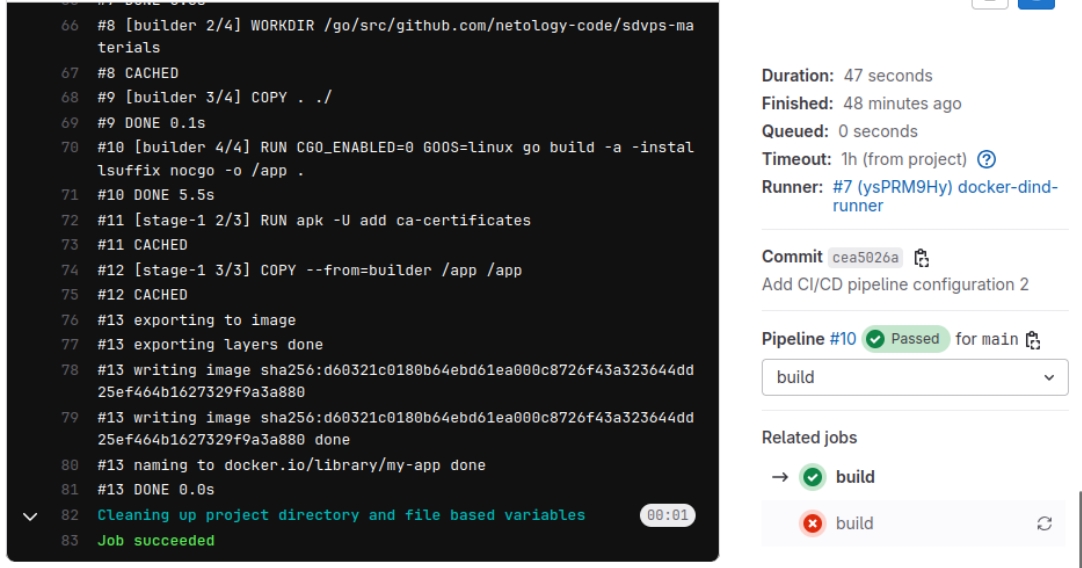 66 #8 [builder 2/4] WORKDIR /go/src/github.com/netology-code/sdvps-ma
terials
67 #8 CACHED
68 #9 [builder 3/4] COPY . ./
69 #9 DONE 0.1s
70 #10 [builder 4/4] RUN CGO_ENABLED=0 GOOS=linux go build -a -instal
lsuffix nocgo -o /app .
71 #10 DONE 5.5s
72 #11 [stage-1 2/3] RUN apk -U add ca-certificates
73 #11 CACHED
74 #12 [stage-1 3/3] COPY --from=builder /app /app
75 #12 CACHED
76 #13 exporting to image
77 #13 exporting layers done
78 #13 writing image sha256:d60321c0180b64ebd61ea000c8726f43a323644dd
25ef464b1627329f9a3a880
79 #13 writing image sha256:d60321c0180b64ebd61ea000c8726f43a323644dd
25ef464b1627329f9a3a880 done
80 #13 naming to docker.io/library/my-app done
81 #13 DONE 0.0s
82 Cleaning up project directory and file based variables 00:01
83 Job succeeded
Duration: 47 seconds
Finished: 48 minutes ago
Queued: 0 seconds
Timeout: 1h (from project)
Runner: #7 (ysPRM9Hy) docker-dind-
runner
Commit cea5026a
Add CI/CD pipeline configuration 2
Pipeline #10 Passed for main
build
Related jobs
→ build
build